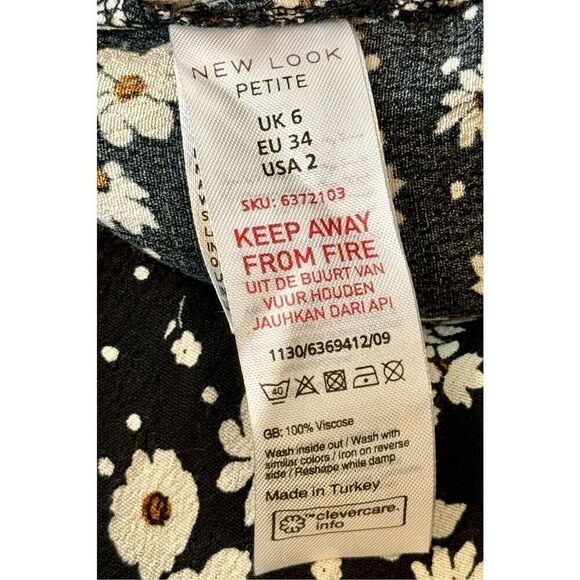 NEW LOOK
PETITE
UK 6
EU 34
USA 2
SKU: 6372103
KEEP AWAY
FROM FIRE
UIT DE BUURT VAN
VUUR HOUDEN
JAUHKAN DARI API
1130/6369412/09
40
GB: 100% Viscose
Wash inside out / Wash with
similar colors / Iron on reverse
side / Reshape while damp
Made in Turkey
™clevercare.
info